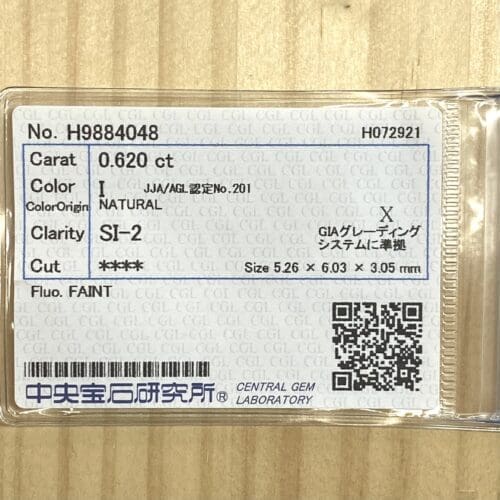 No. H9884048 H072921
Carat 0.620 ct
Color I JJA/AGL認定No.201
ColorOrigin NATURAL
X
Clarity SI-2 GIAグレーディング
システムに準拠
Cut **** Size 5.26 × 6.03 × 3.05 mm
Fluo. FAINT
中央宝石研究所® CENTRAL GEM
LABORATORY